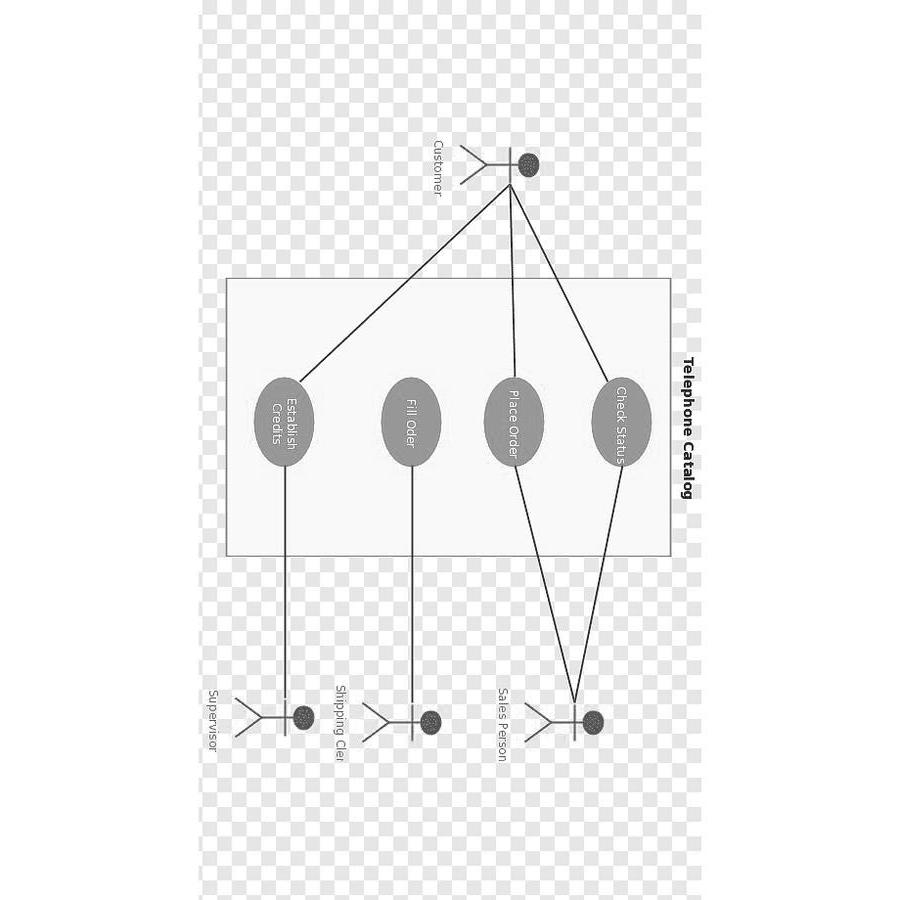 Telephone Catalog
Customer
Check Status
Place Order
Fill Oder
Establish
Credits
Sales Person
Shipping Cler
Supervisor